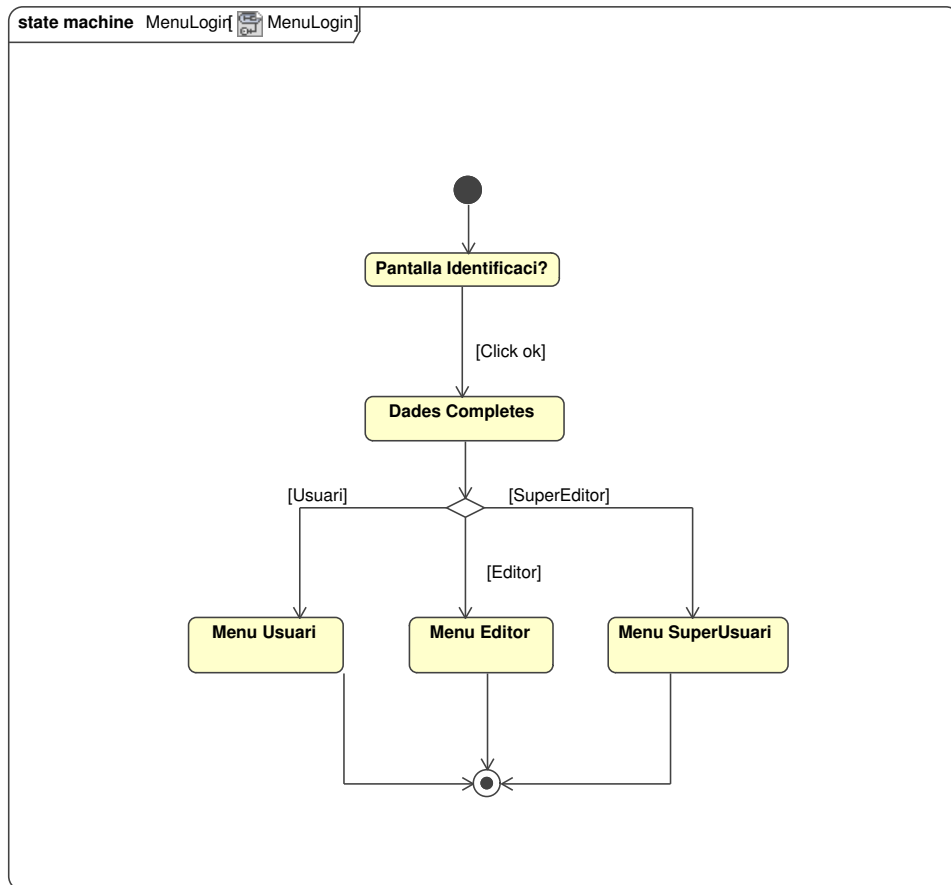 state machine MenuLogin[ MenuLogin]
Pantalla Identificaci?
[Click ok]
Dades Completes
[Usuari]
[SuperEditor]
[Editor]
Menu Usuari
Menu Editor
Menu SuperUsuari